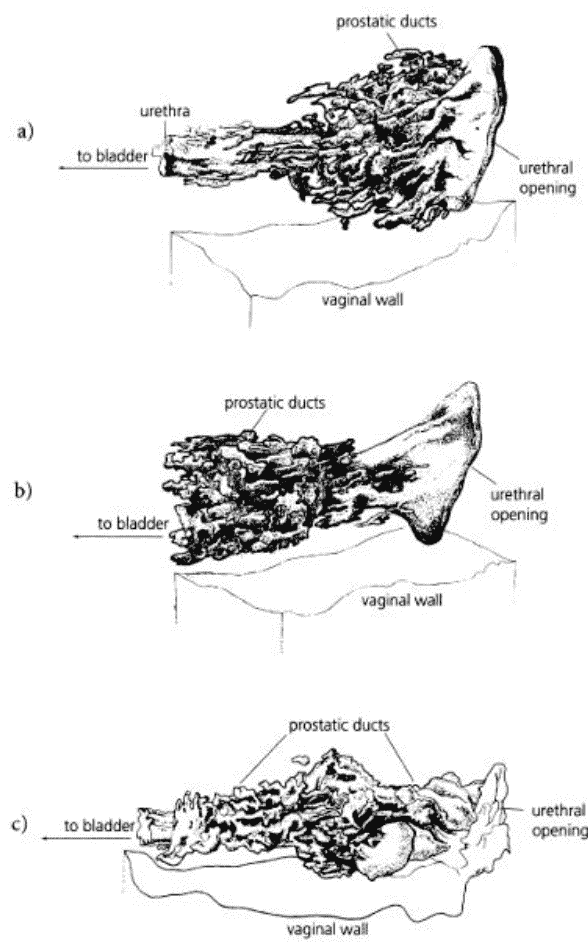 prostatic ducts
urethra
a)
to bladder
urethral
opening
vaginal wall
prostatic ducts
b)
urethral
opening
to bladder
vaginal wall
prostatic ducts
urethral
opening
c)
to bladder
vaginal wall